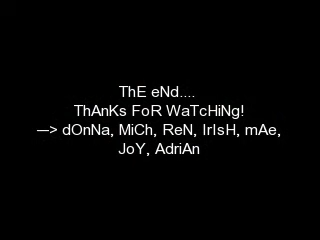 ThE eNd....
ThAnKs FoR WaTcHiNg!
---> dOnNa, MiCh, ReN, IrIsH, mAe,
JoY, AdriAn